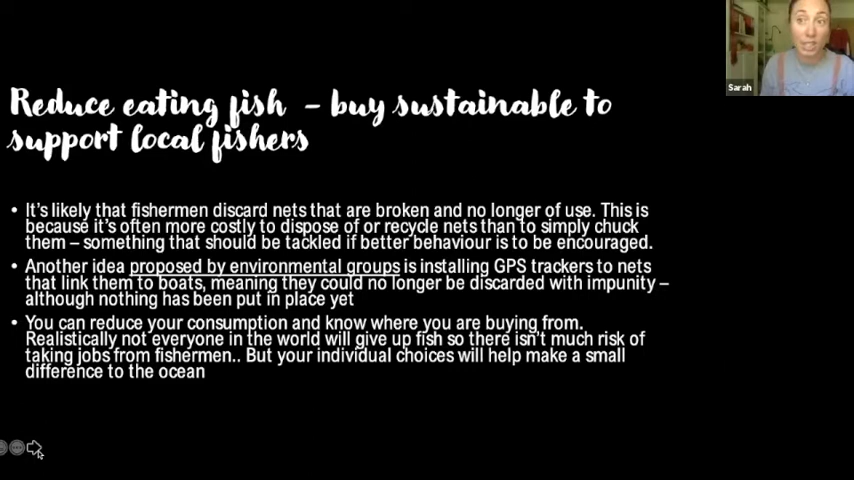 Sarah
Reduce eating fish – buy sustainable to
support local fishers
• It's likely that fishermen discard nets that are broken and no longer of use. This is
because it's often more costly to dispose of or recycle nets than to simply chuck
them – something that should be tackled if better behaviour is to be encouraged.
• Another idea proposed by environmental groups is installing GPS trackers to nets
that link them to boats, meaning they could no longer be discarded with impunity –
although nothing has been put in place yet
• You can reduce your consumption and know where you are buying from.
Realistically not everyone in the world will give up fish so there isn't much risk of
taking jobs from fishermen.. But your individual choices will help make a small
difference to the ocean